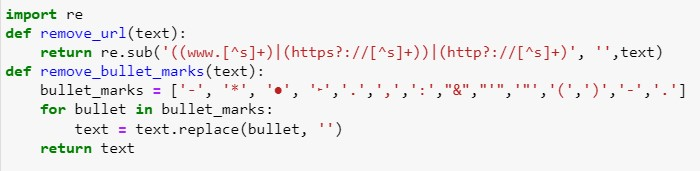 import re
def remove_url(text):
    return re.sub('((www.[^s]+)|(https?://[^s]+))|(http?://[^s]+)', '',text)
def remove_bullet_marks(text):
    bullet_marks = ['-', '*', '●', '‣','.',',',':',"&","'",'"','(',')','-','.']
    for bullet in bullet_marks:
        text = text.replace(bullet, '')
    return text